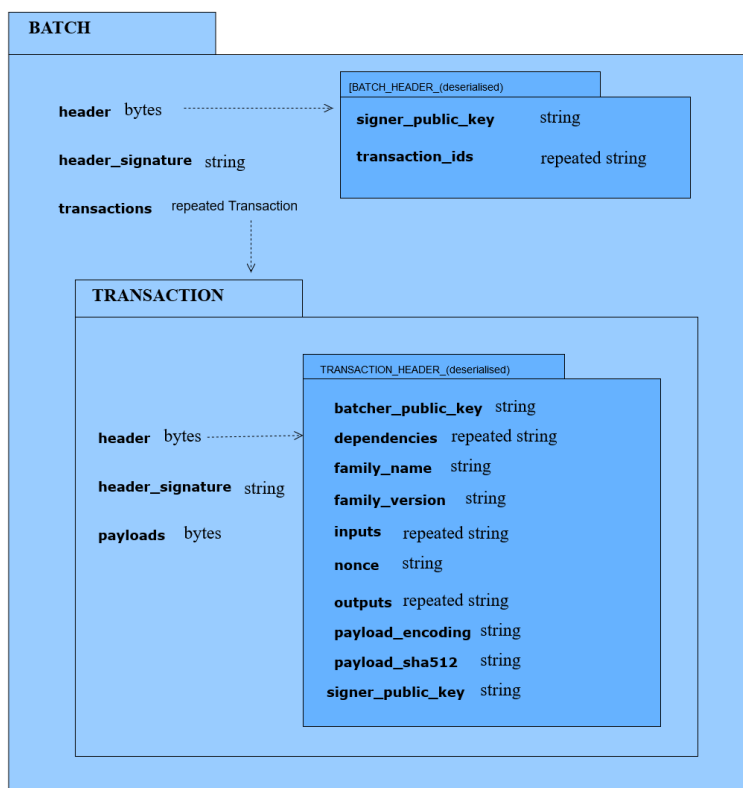 BATCH
header bytes
[BATCH_HEADER_(deserialised)
signer_public_key string
transaction_ids repeated string
header_signature string
transactions repeated Transaction
TRANSACTION
TRANSACTION_HEADER_(deserialised)
batcher_public_key string
header bytes
dependencies repeated string
family_name string
header_signature string
family_version string
payloads bytes
inputs repeated string
nonce string
outputs repeated string
payload_encoding string
payload_sha512 string
signer_public_key string